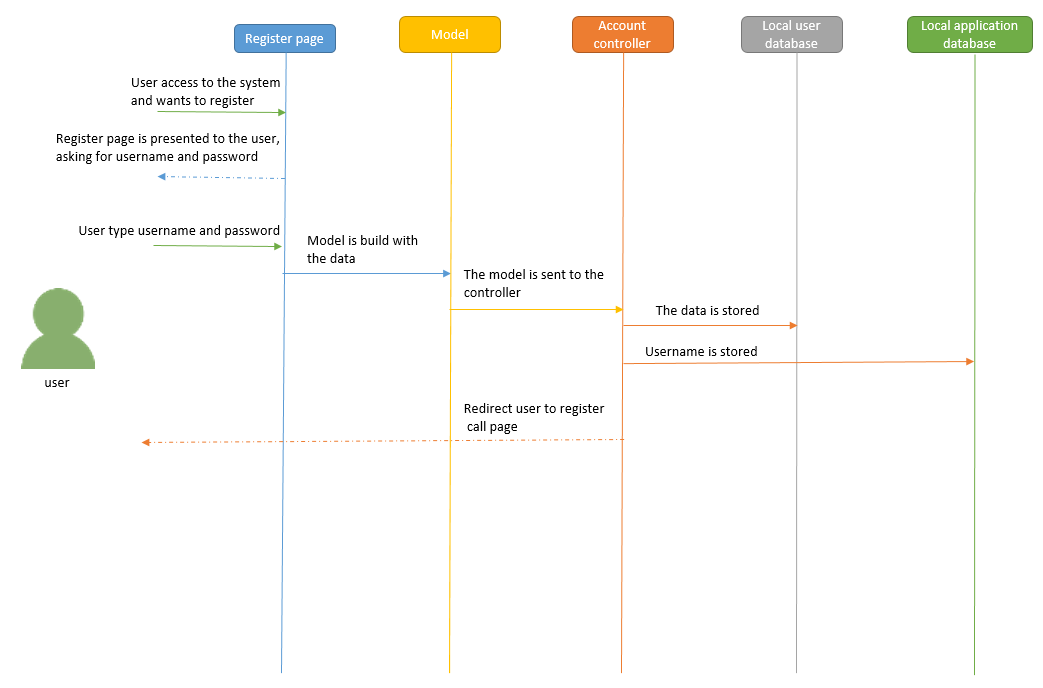 Register page
Model
Account
controller
Local user
database
Local application
database
User access to the system
and wants to register
Register page is presented to the user,
asking for username and password
User type username and password
Model is build with
the data
The model is sent to the
controller
The data is stored
Username is stored
user
Redirect user to register
call page